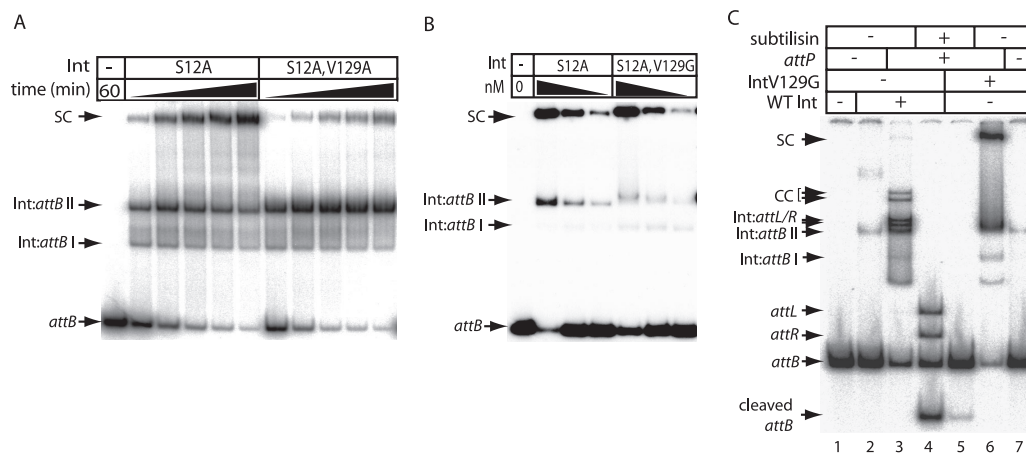 A
Int - S12A S12A,V129A
time (min) 60
SC
Int:attB II
Int:attB I
attB
B
Int - S12A S12A,V129G
nM 0
SC
Int:attB II
Int:attB I
attB
C
subtilisin - + -
attP - + -
IntV129G - + -
WT Int - + -
SC
CC
Int:attL/R
Int:attB II
Int:attB I
attL
attR
attB
cleaved
attB
1 2 3 4 5 6 7